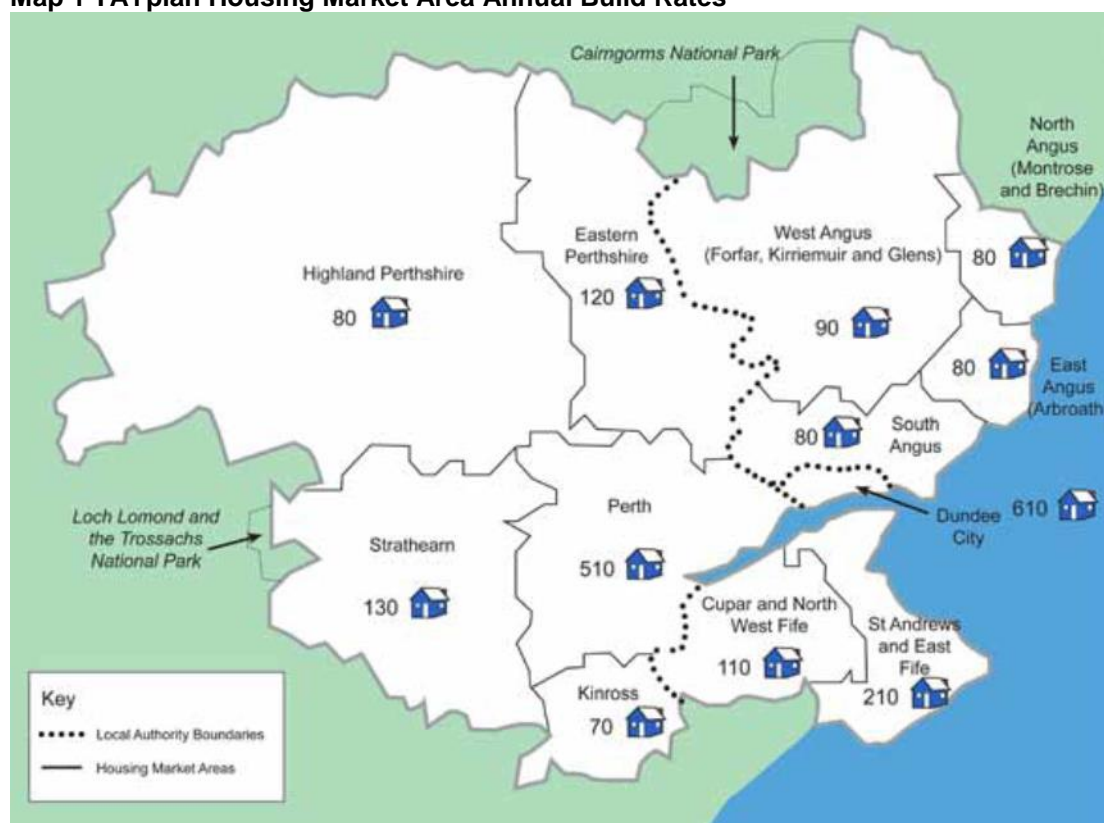 Map 1 TAYplan Housing Market Area Annual Build Rates
Cairngorms National Park
North
Angus
(Montrose
and Brechin)
80
West Angus
(Forfar, Kirriemuir and Glens)
90
Eastern
Perthshire
120
Highland Perthshire
80
80
East
Angus
(Arbroath)
80
South
Angus
Dundee
City
610
Loch Lomond and
the Trossachs
National Park
Strathearn
130
Perth
510
Cupar and North
West Fife
110
St Andrews
and East
Fife
210
Kinross
70
Key
Local Authority Boundaries
Housing Market Areas